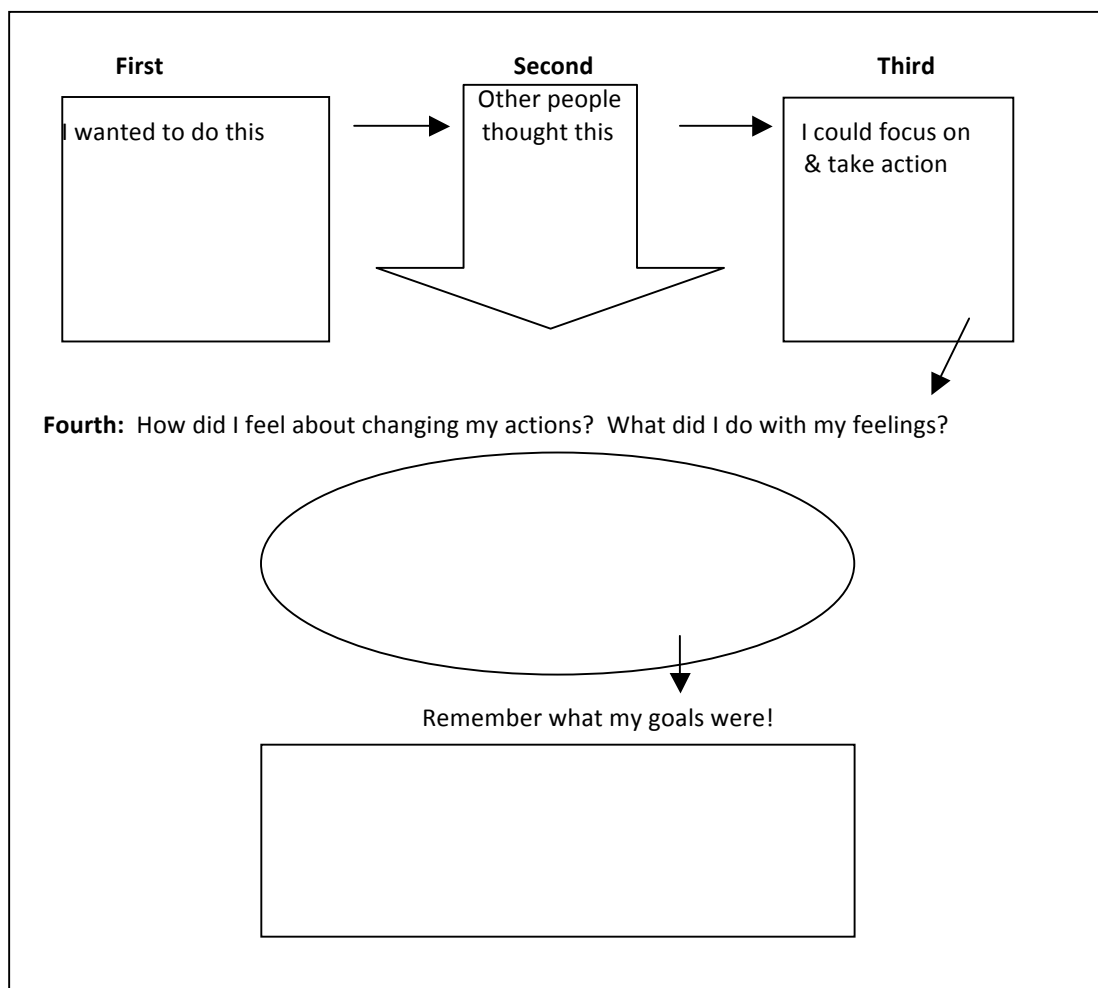 First
Second
Third
I wanted to do this
Other people
thought this
I could focus on
& take action
Fourth: How did I feel about changing my actions? What did I do with my feelings?
Remember what my goals were!